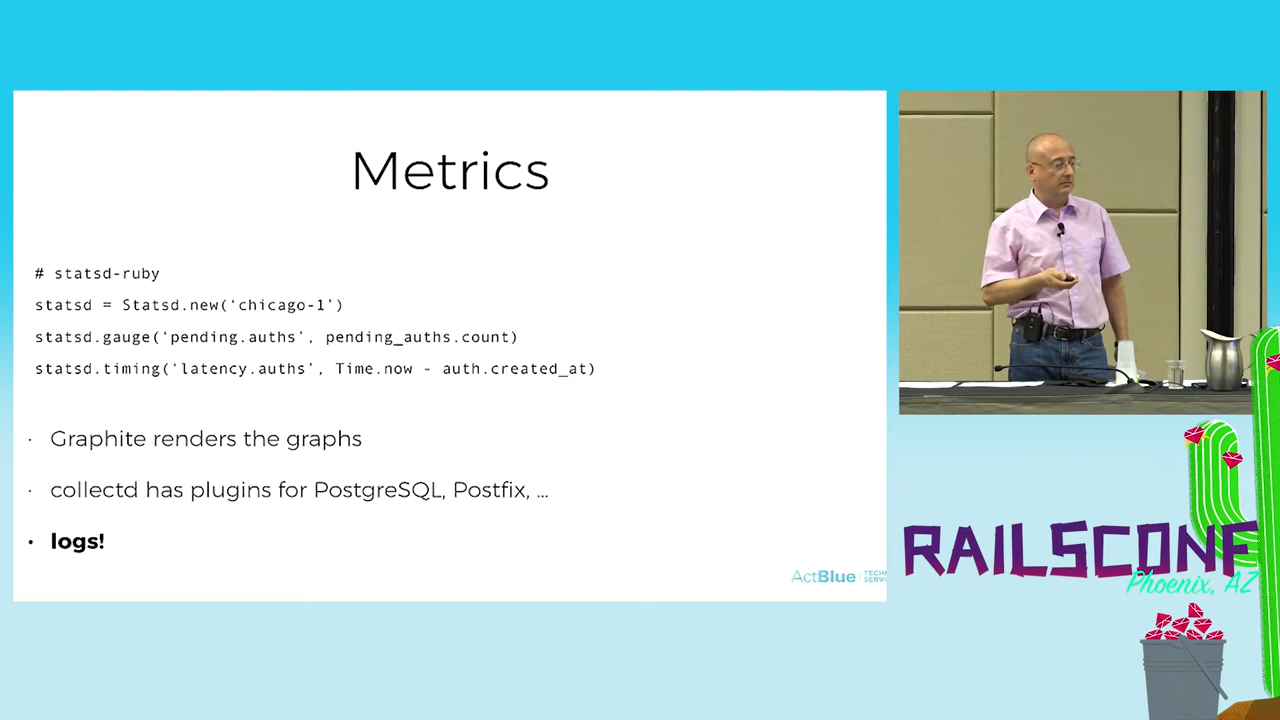 Metrics
# statsd-ruby
statsd = Statsd.new(‘chicago-1’)
statsd.gauge(‘pending.auths’, pending_auths.count)
statsd.timing(‘latency.auths’, Time.now - auth.created_at)
· Graphite renders the graphs
· collectd has plugins for PostgreSQL, Postfix, ...
· logs!
ActBlue
RAILSCONF
Phoenix, AZ